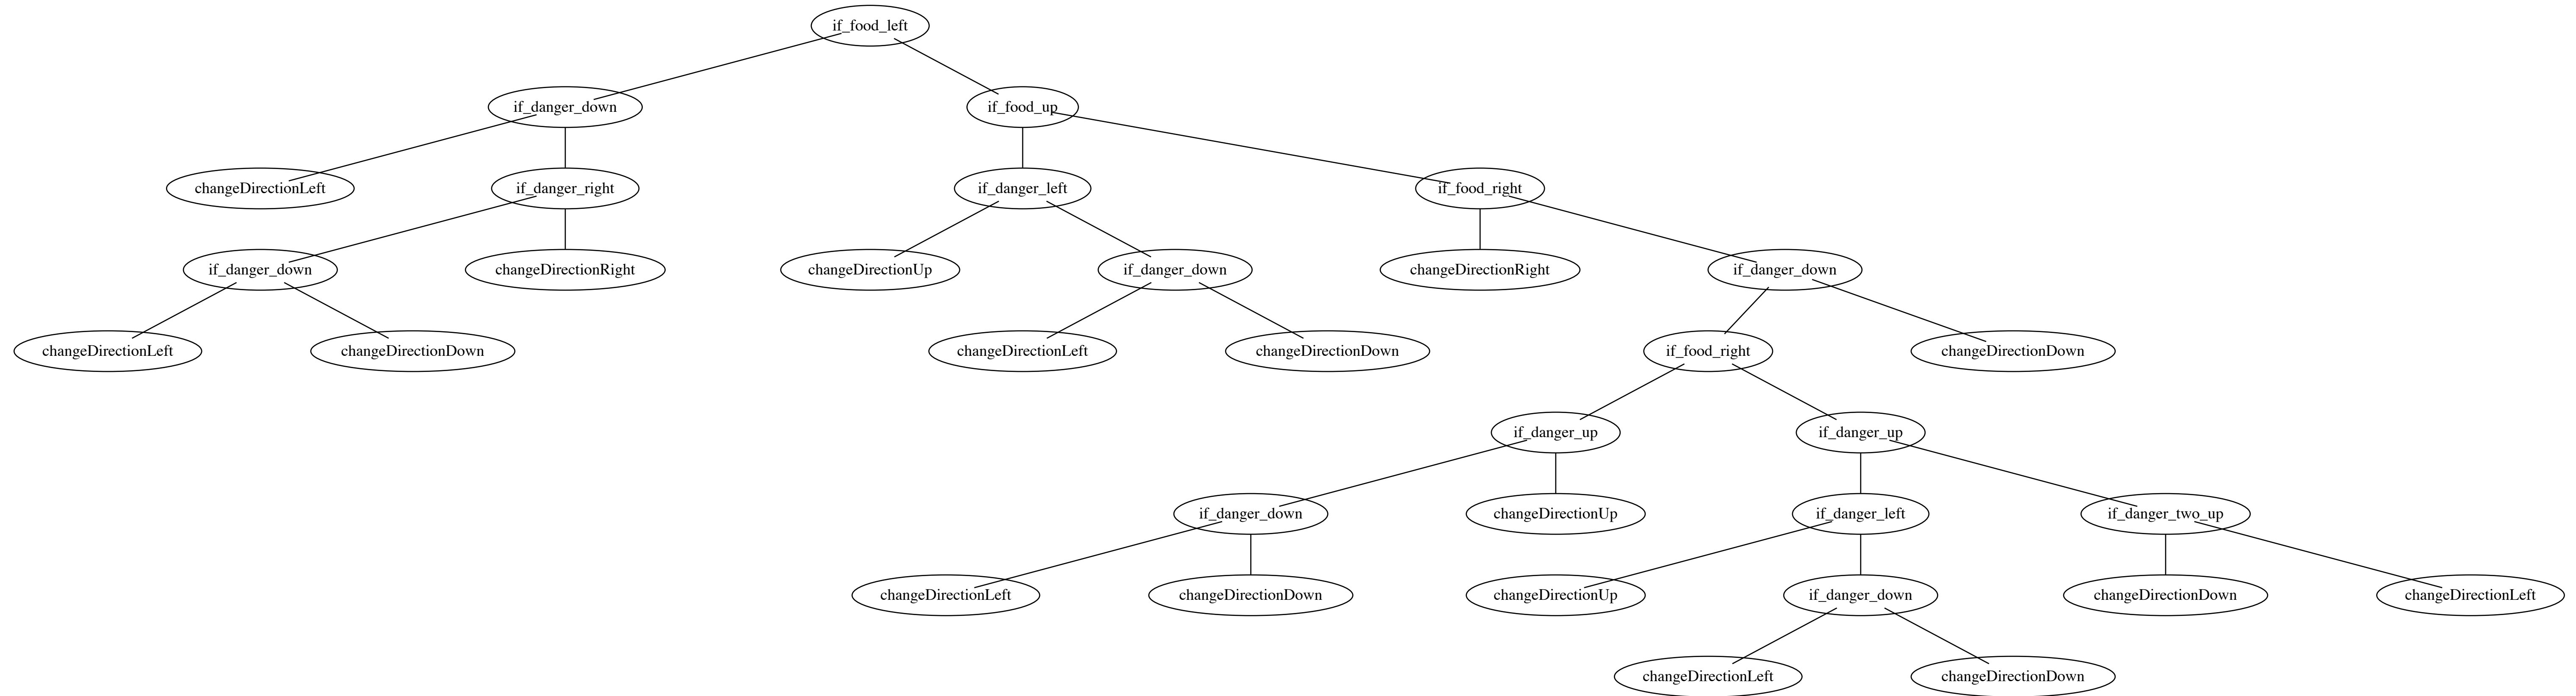 if_food_left
if_danger_down
if_food_up
changeDirectionLeft
if_danger_right
if_danger_left
if_food_right
if_danger_down
changeDirectionRight
changeDirectionUp
if_danger_down
changeDirectionRight
if_danger_down
changeDirectionLeft
changeDirectionDown
changeDirectionLeft
changeDirectionDown
if_food_right
changeDirectionDown
if_danger_up
if_danger_up
if_danger_down
changeDirectionUp
if_danger_left
if_danger_two_up
changeDirectionLeft
changeDirectionDown
changeDirectionUp
if_danger_down
changeDirectionDown
changeDirectionLeft
changeDirectionLeft
changeDirectionDown